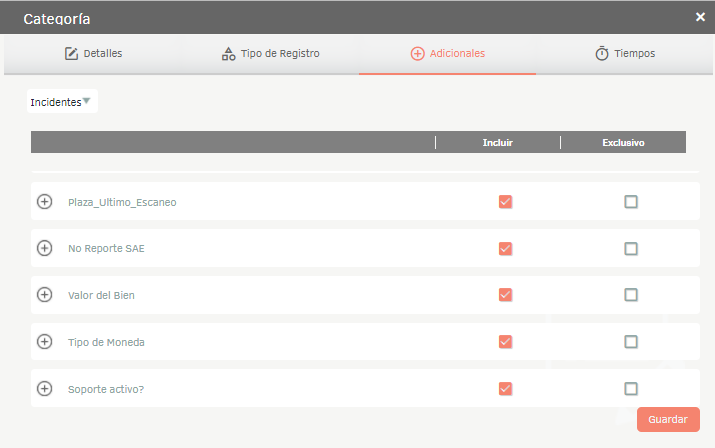 Categoría
Detalles
Tipo de Registro
Adicionales
Tiempos
Incidentes
Incluir
Exclusivo
Plaza_Ultimo_Escaneo
No Reporte SAE
Valor del Bien
Tipo de Moneda
Soporte activo?
Guardar